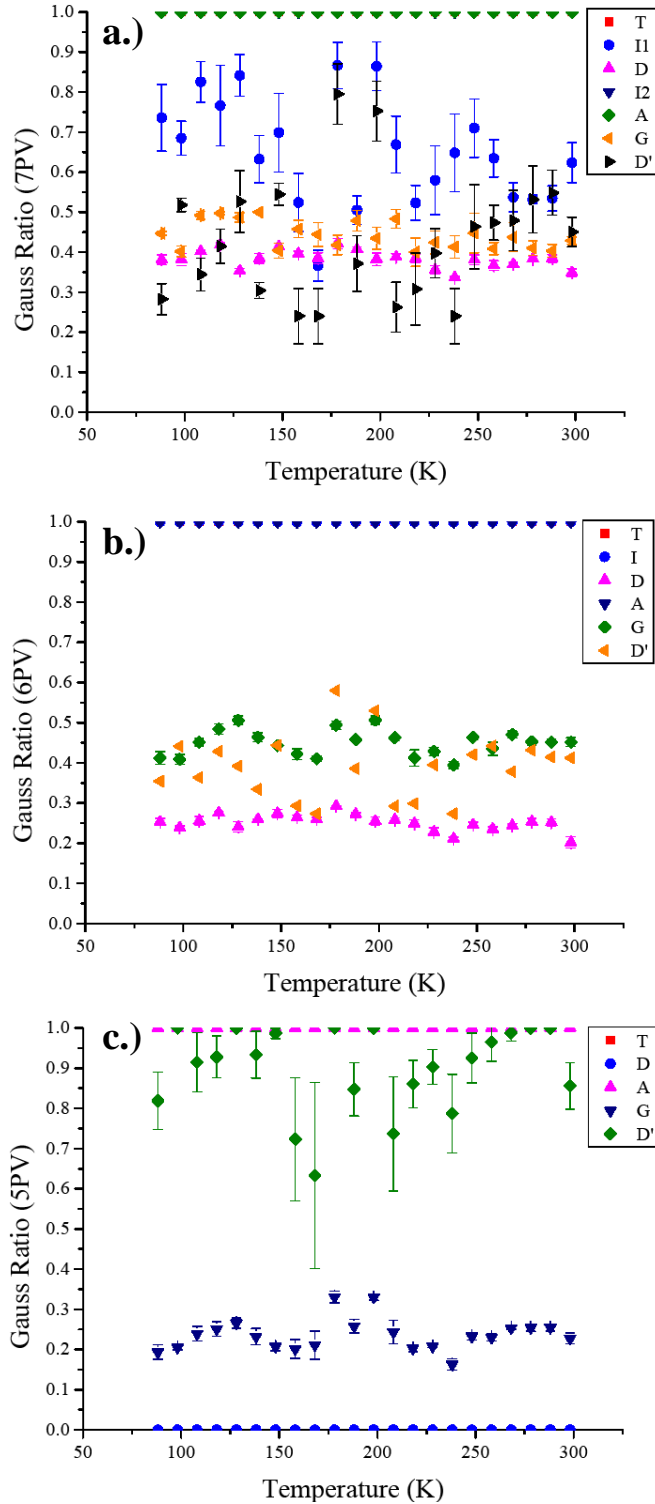 a.)
1.0
0.9
0.8
0.7
0.6
0.5
0.4
0.3
0.2
0.1
0.0
50
100
150
200
250
300
Gauss Ratio (7PV)
Temperature (K)
T
I1
D
I2
A
G
D'
b.)
1.0
0.9
0.8
0.7
0.6
0.5
0.4
0.3
0.2
0.1
0.0
50
100
150
200
250
300
Gauss Ratio (6PV)
Temperature (K)
T
I
D
A
G
D'
c.)
1.0
0.9
0.8
0.7
0.6
0.5
0.4
0.3
0.2
0.1
0.0
50
100
150
200
250
300
Gauss Ratio (5PV)
Temperature (K)
T
D
A
G
D'